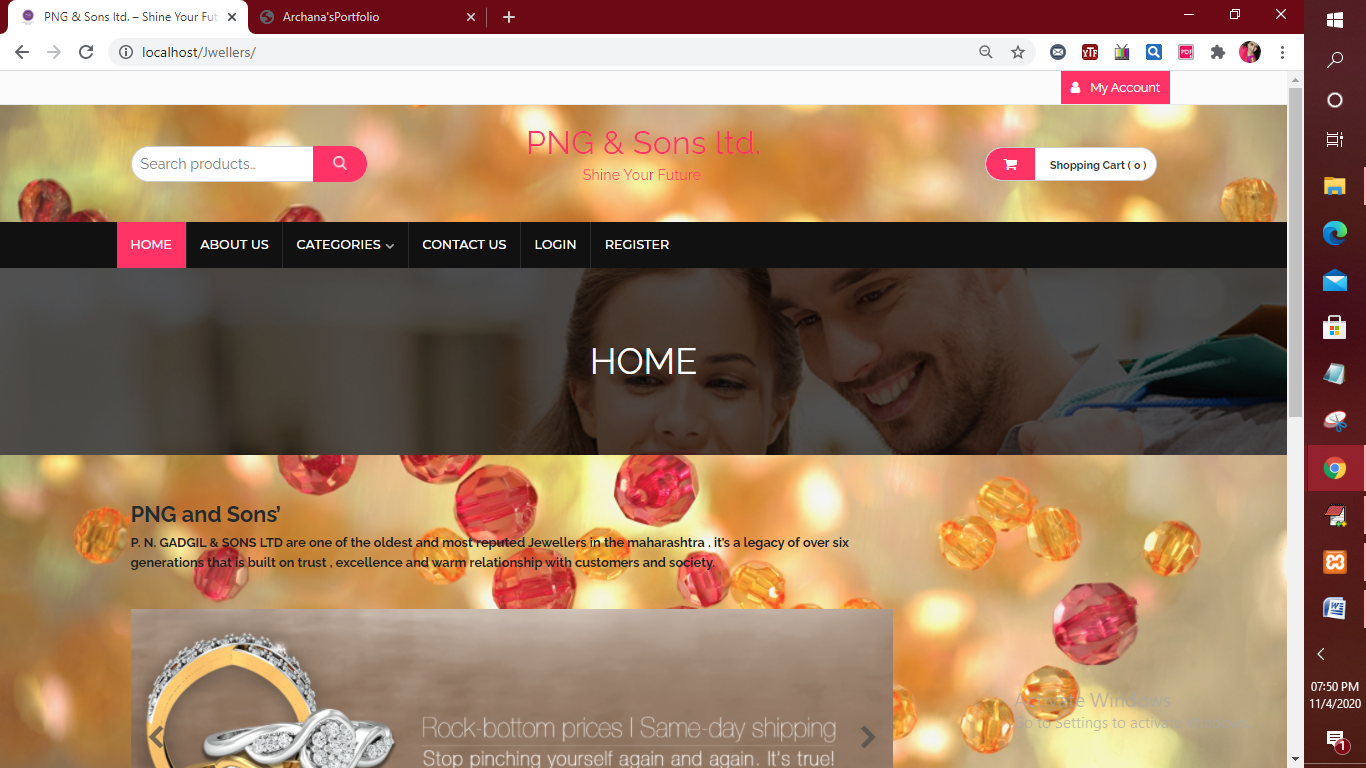 PNG & Sons ltd. – Shine Your Fut
Archana'sPortfolio
localhost/Jwellers/
YTF
PDF
My Account
PNG & Sons ltd.
Search products..
Shopping Cart ( 0 )
Shine Your Future
HOME
ABOUT US
CATEGORIES
CONTACT US
LOGIN
REGISTER
HOME
PNG and Sons’
P. N. GADGIL & SONS LTD are one of the oldest and most reputed Jewellers in the maharashtra . it’s a legacy of over six
generations that is built on trust , excellence and warm relationship with customers and society.
Rock-bottom prices | Same-day shipping
Stop pinching yourself again and again. It's true!
Activate Windows
Go to Settings to activate Windows.
07:50 PM
11/4/2020
1